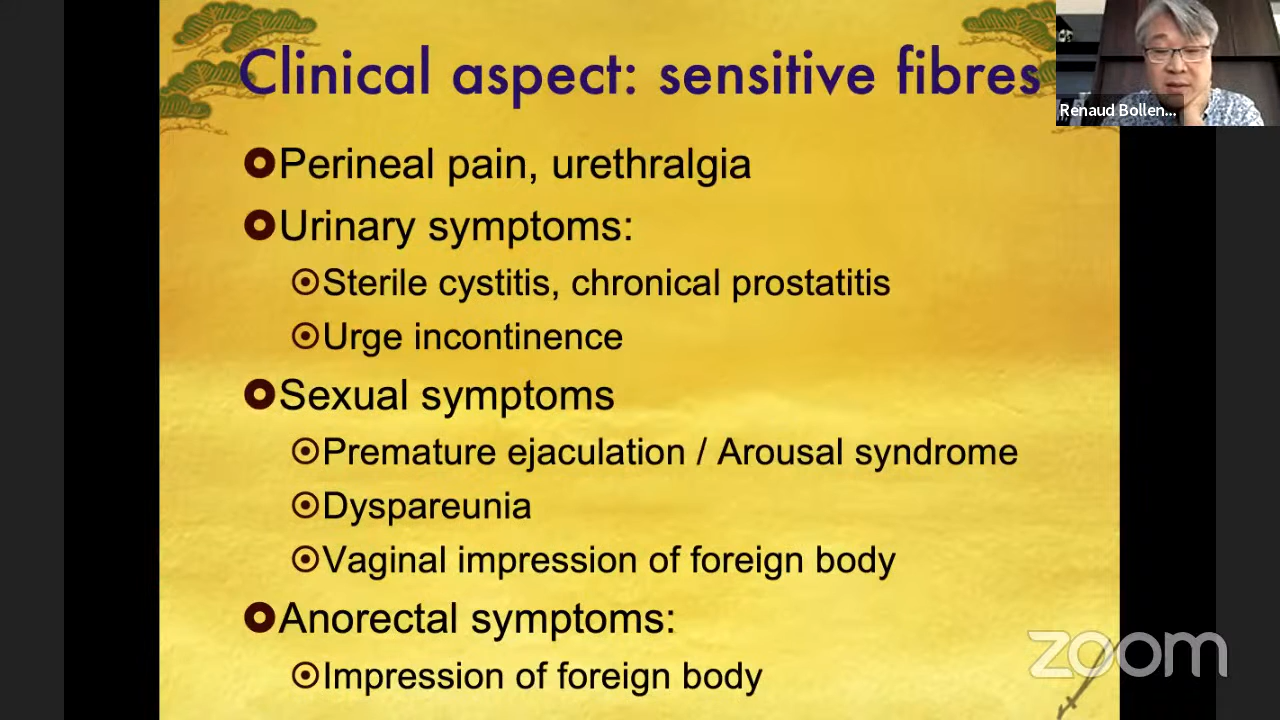 Clinical aspect: sensitive fibres
Renaud Bollen...
Perineal pain, urethralgia
Urinary symptoms:
Sterile cystitis, chronical prostatitis
Urge incontinence
Sexual symptoms
Premature ejaculation / Arousal syndrome
Dyspareunia
Vaginal impression of foreign body
Anorectal symptoms:
Impression of foreign body
zoom